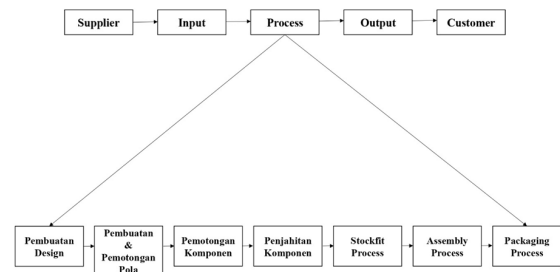 Supplier
Input
Process
Output
Customer
Pembuatan
Design
Pembuatan
&
Pemotongan
Pola
Pemotongan
Komponen
Penjahitan
Komponen
Stockfit
Process
Assembly
Process
Packaging
Process